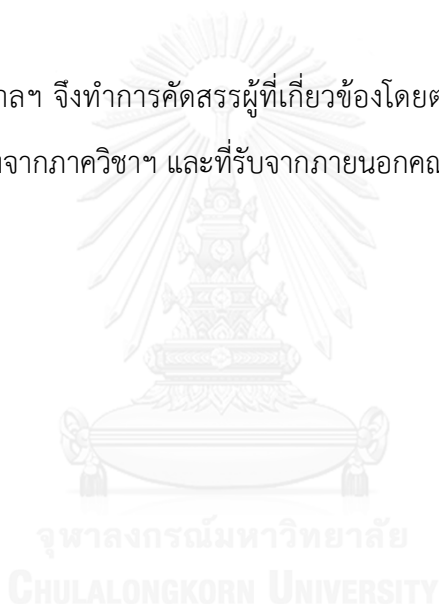 าลฯ จึงทำการคัดสรรผู้ที่เกี่ยวข้องโดยต
จากภาควิชาฯ และที่รับจากภายนอกคณ
จุฬาลงกรณ์มหาวิทยาลัย
CHULALONGKORN UNIVERSITY